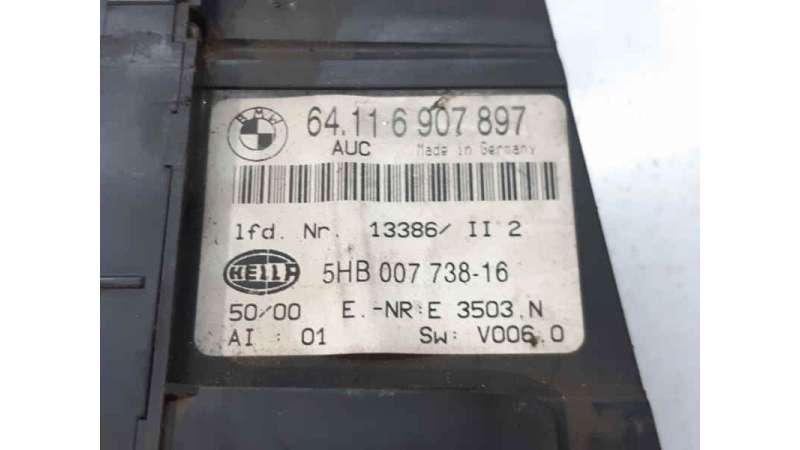 BMW 64.11 6 907 897
AUC Made in Germany
lfd. Nr. 13386/ II 2
HELLA 5HB 007 738-16
50/00 E.-NR:E 3503.N
AI : 01 Sw: V006.0